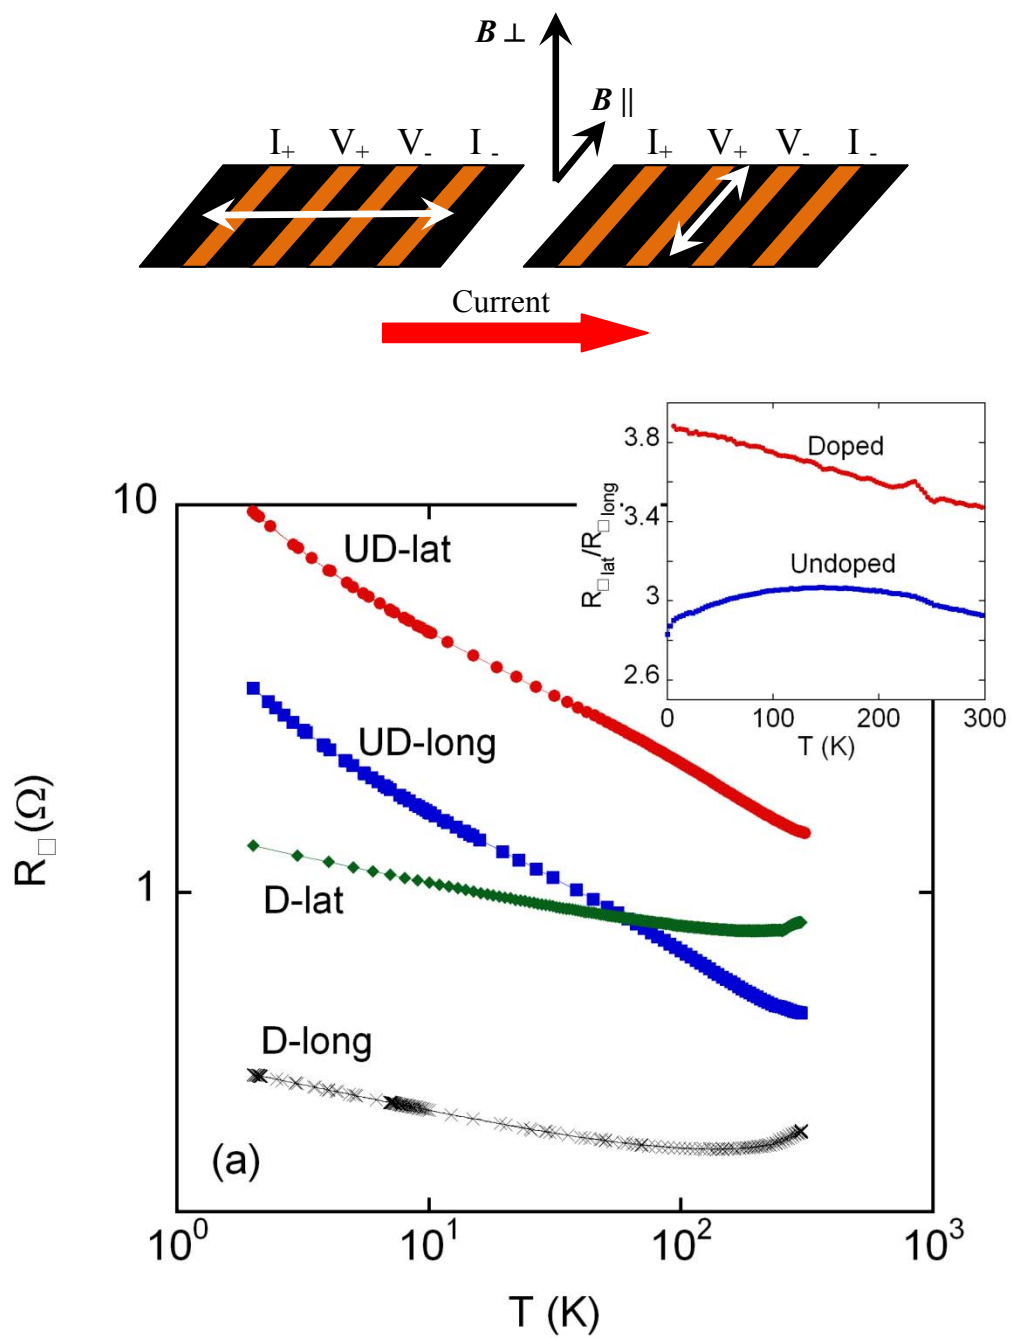 B ⊥
B ||
I+ V+ V- I -
I+ V+ V- I -
Current
3.8
3.4
3
2.6
R□lat/R□long
Doped
Undoped
0 100 200 300
T (K)
10
1
R□ (Ω)
UD-lat
UD-long
D-lat
D-long
(a)
10^0 10^1 10^2 10^3
T (K)